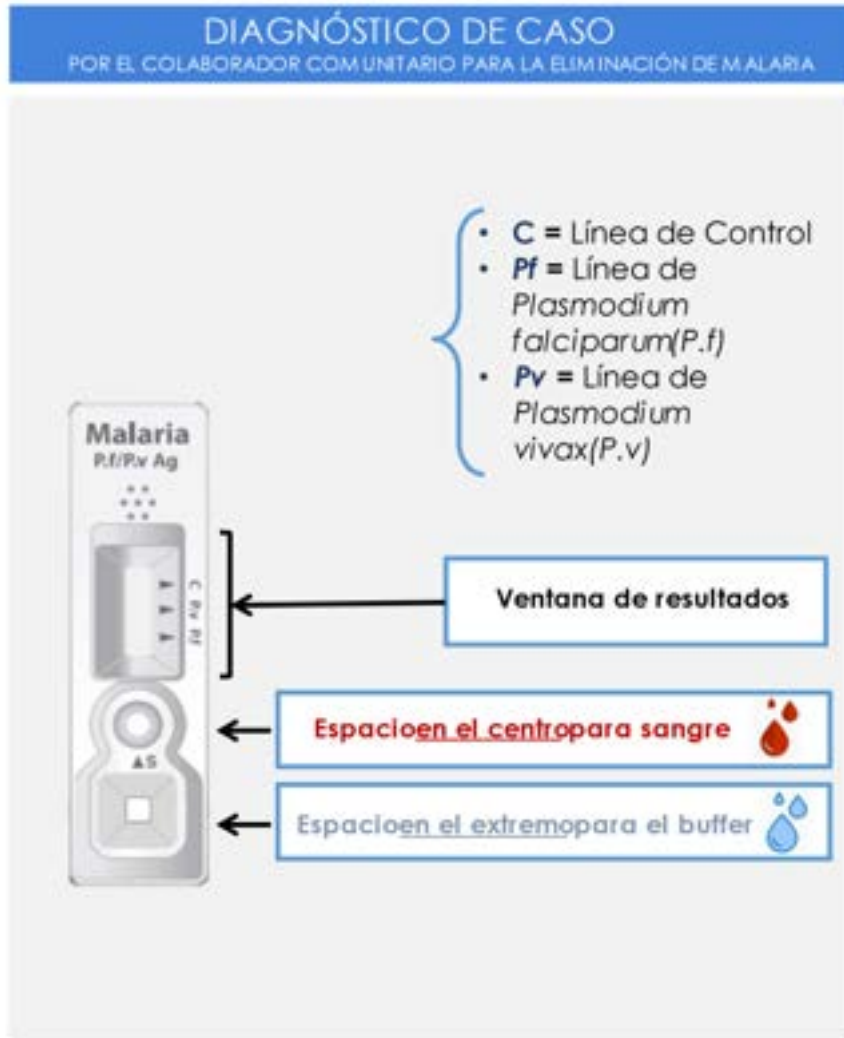 DIAGNÓSTICO DE CASO
POR EL COLABORADOR COMUNITARIO PARA LA ELIMINACIÓN DE MALARIA
• C = Línea de Control
• Pf = Línea de
Plasmodium
falciparum(P.f)
• Pv = Línea de
Plasmodium
vivax(P.v)
Malaria
P.f/P.v Ag
C Pv Pf
Ventana de resultados
Espacioen el centropara sangre
▲S
Espacioen el extremopara el buffer